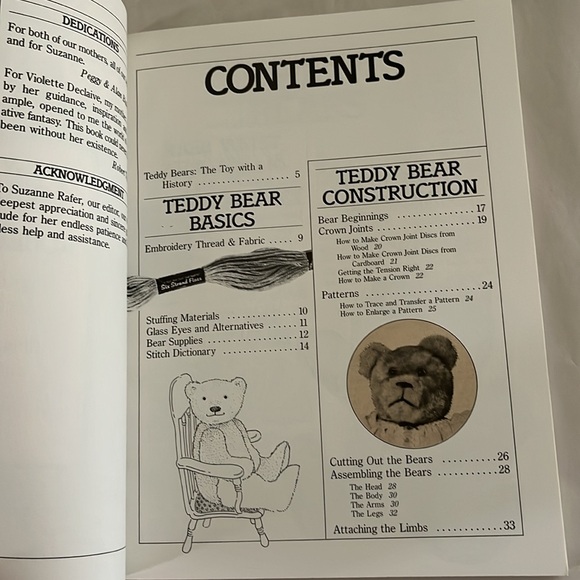 DEDICATIONS
For both of our mothers, all of
and for Suzanne.
Peggy & Alan
For Violette Declaive, my
by her guidance, inspiration
ample, opened to me the
ative fantasy. This book could
been without her existence.
Robert
ACKNOWLEDGMENT
To Suzanne Rafer, our editor,
deepest appreciation and
ude for her endless patience
less help and assistance.
CONTENTS
Teddy Bears: The Toy with a
History .................. 5
TEDDY BEAR
BASICS
Embroidery Thread & Fabric ..... 9
Six Strand Floss
Stuffing Materials ................ 10
Glass Eyes and Alternatives ....... 11
Bear Supplies ................... 12
Stitch Dictionary ................ 14
TEDDY BEAR
CONSTRUCTION
Bear Beginnings .............. 17
Crown Joints ................... 19
How to Make Crown Joint Discs from
Wood 20
How to Make Crown Joint Discs from
Cardboard 21
Getting the Tension Right 22
How to Make a Crown 22
Patterns ...................... 24
How to Trace and Transfer a Pattern 24
How to Enlarge a Pattern 25
Cutting Out the Bears .......... 26
Assembling the Bears .......... 28
The Head 28
The Body 30
The Arms 30
The Legs 32
Attaching the Limbs ............ 33